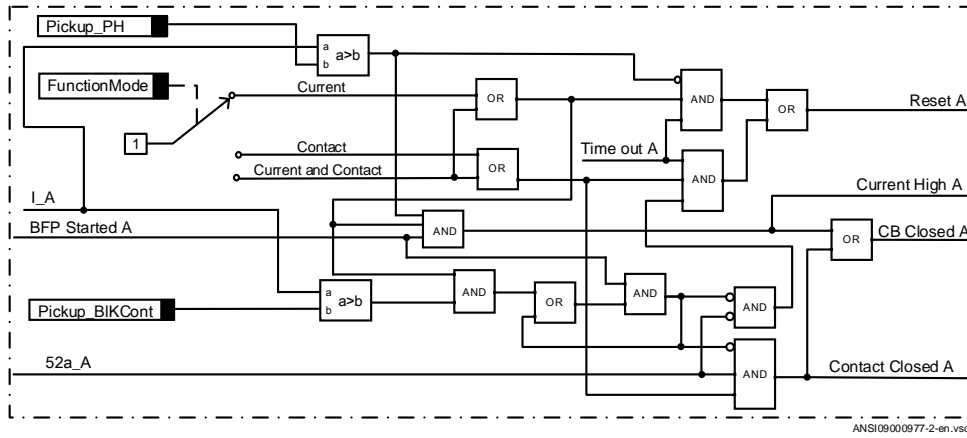 Pickup_PH
a
b
a>b
FunctionMode
Current
OR
AND
OR
Reset A
1
Contact
Time out A
Current and Contact
OR
AND
I_A
Current High A
BFP Started A
AND
OR
CB Closed A
a
b
a>b
AND
OR
AND
AND
Pickup_BlKCont
52a_A
AND
Contact Closed A
ANSI09000977-2-en.vsd